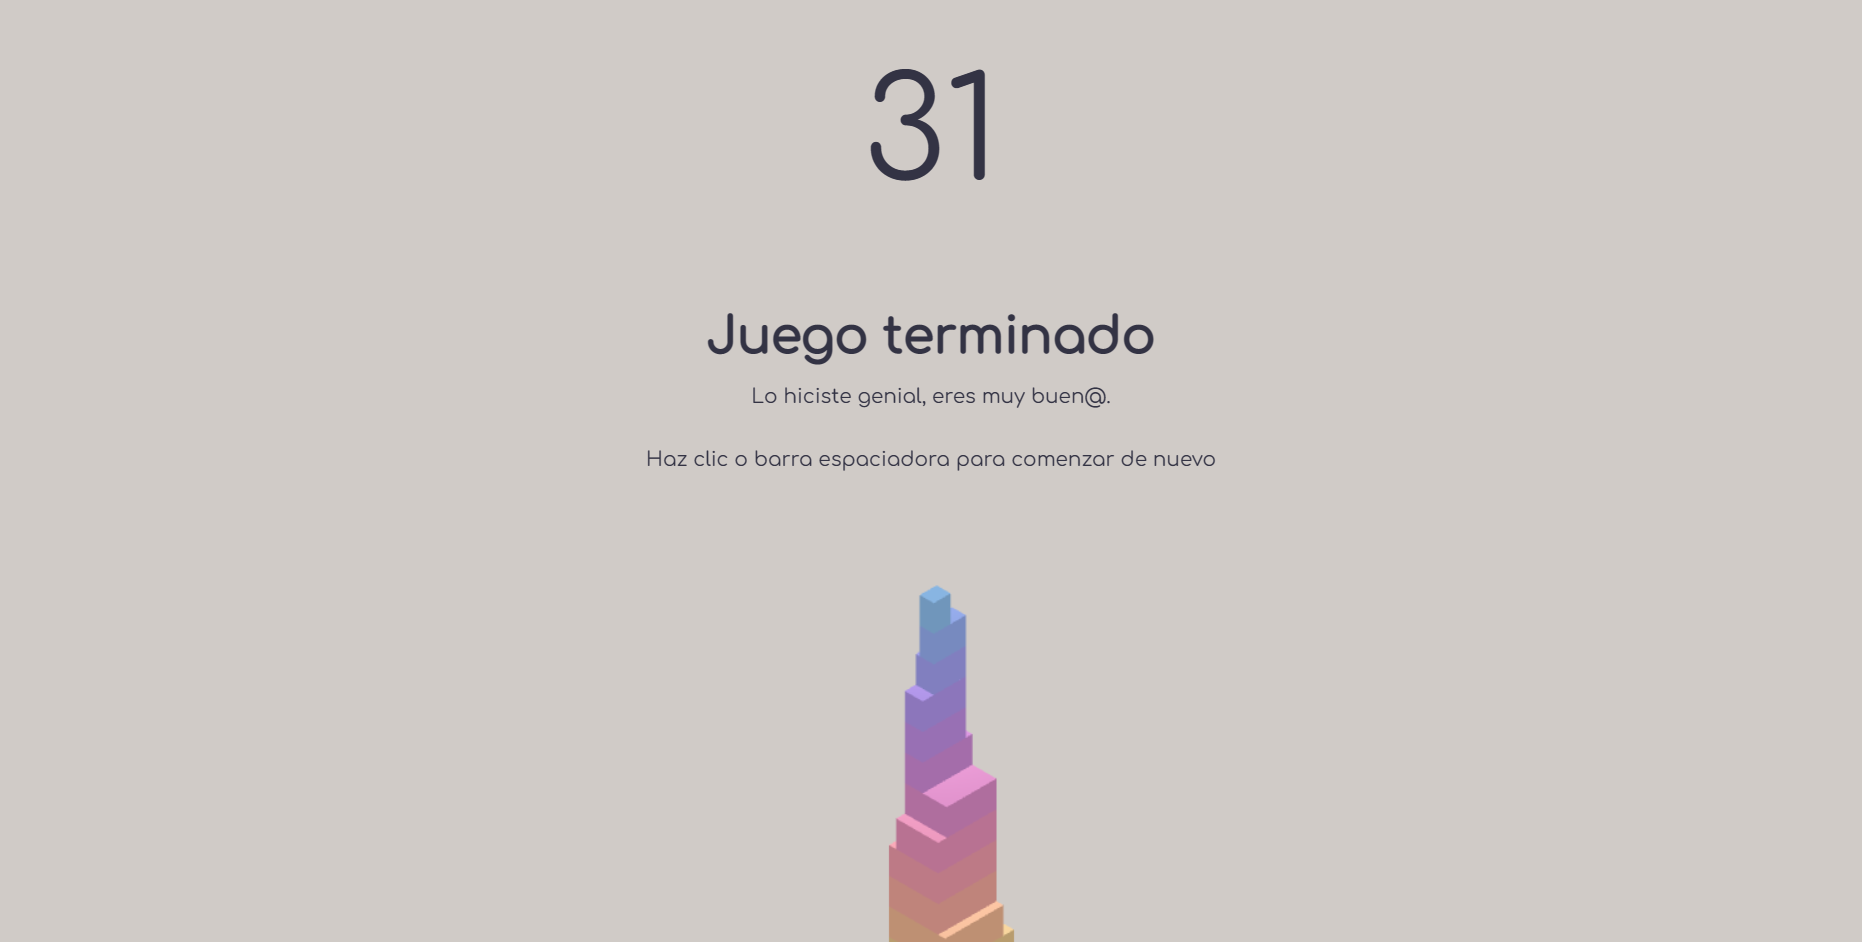 31
Juego terminado
Lo hiciste genial, eres muy buen@.
Haz clic o barra espaciadora para comenzar de nuevo